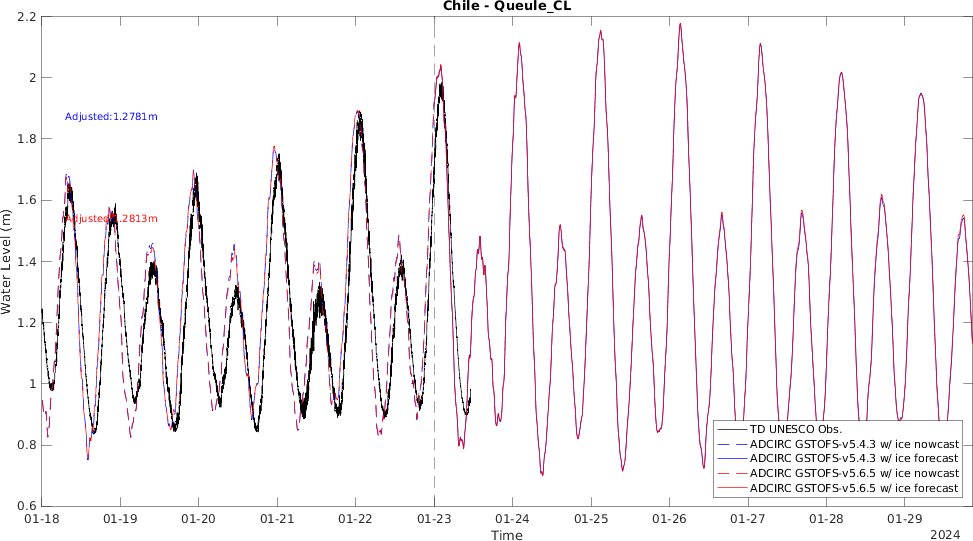 Chile - Queule_CL
Water Level (m)
2.2
2
1.8
1.6
1.4
1.2
1
0.8
0.6
Adjusted:1.2781m
Adjusted:1.2813m
TD UNESCO Obs.
ADCIRC GSTOFS-v5.4.3 w/ ice nowcast
ADCIRC GSTOFS-v5.4.3 w/ ice forecast
ADCIRC GSTOFS-v5.6.5 w/ ice nowcast
ADCIRC GSTOFS-v5.6.5 w/ ice forecast
01-18 01-19 01-20 01-21 01-22 01-23 01-24 01-25 01-26 01-27 01-28 01-29
Time
2024